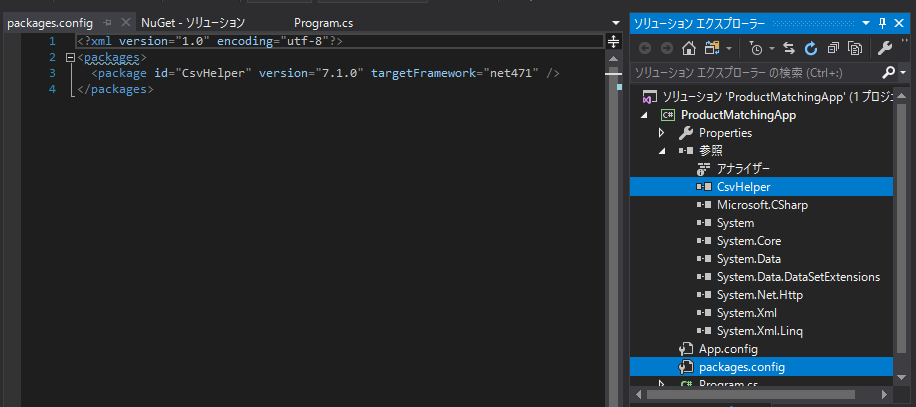 packages.config
NuGet - ソリューション
Program.cs
1 <?xml version="1.0" encoding="utf-8"?>
2 <packages>
3 <package id="CsvHelper" version="7.1.0" targetFramework="net471" />
4 </packages>
ソリューション エクスプローラー
ソリューション エクスプローラー の検索 (Ctrl+:)
ソリューション 'ProductMatchingApp' (1 プロジェ
C# ProductMatchingApp
Properties
参照
アナライザー
CsvHelper
Microsoft.CSharp
System
System.Core
System.Data
System.Data.DataSetExtensions
System.Net.Http
System.Xml
System.Xml.Linq
App.config
packages.config
C# Program.cs